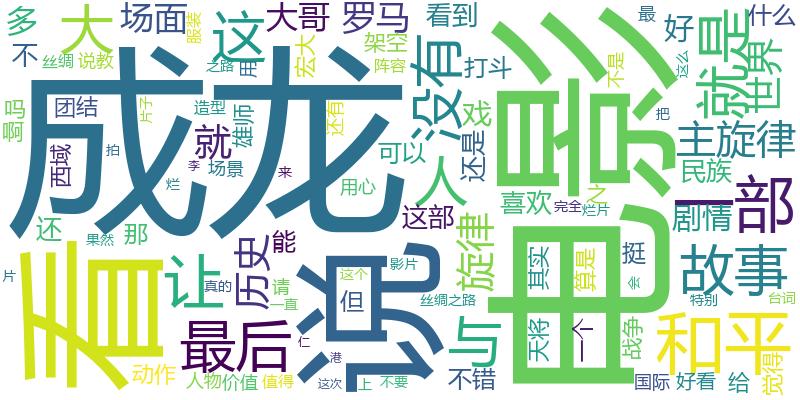 多
大
场面
这
大哥
罗马
看到
最
好
什么
不
丝绸
说教
服装
之路
用
宏大
架空
阵容
打斗
不是
就是
世界
这么
成龙
没有
电影
啊
吗
团结
片子
造型
雄师
还有
戏
把
西域
拍
就
场景
李
来
可以
还是
主旋律
烂
用心
人
喜欢
之
完全
烂片
民族
一部
还
那
果然
历史
能
这部
旋律
剧情
挺
看
让
说
但
这个
影片
其实
算是
故事
会
片
真的
请
一直
丝绸之路
特别
台词
最后
仁
港
与
天将
一个
战争
和平
动作
人物
价值
值得
这次
上
不要
不错
国际
好看
给
觉得